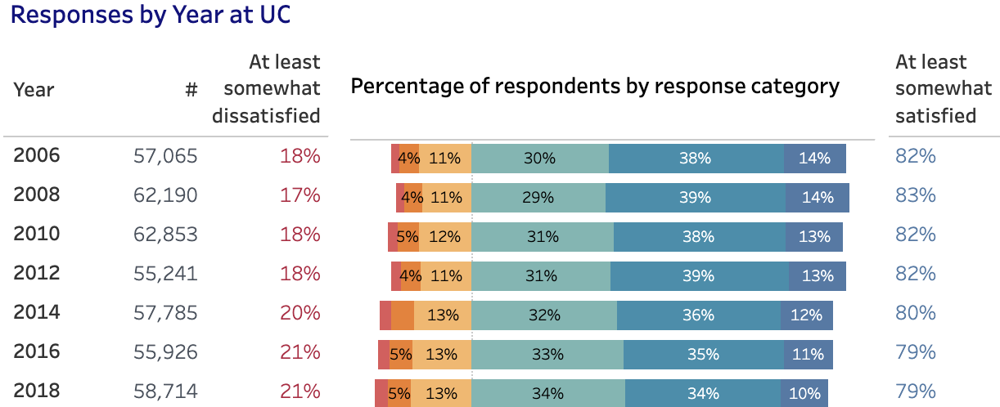 Responses by Year at UC
Year # At least somewhat dissatisfied Percentage of respondents by response category At least somewhat satisfied
2006 57,065 18% 4% 11% 30% 38% 14% 82%
2008 62,190 17% 4% 11% 29% 39% 14% 83%
2010 62,853 18% 5% 12% 31% 38% 13% 82%
2012 55,241 18% 4% 11% 31% 39% 13% 82%
2014 57,785 20% 13% 32% 36% 12% 80%
2016 55,926 21% 5% 13% 33% 35% 11% 79%
2018 58,714 21% 5% 13% 34% 34% 10% 79%